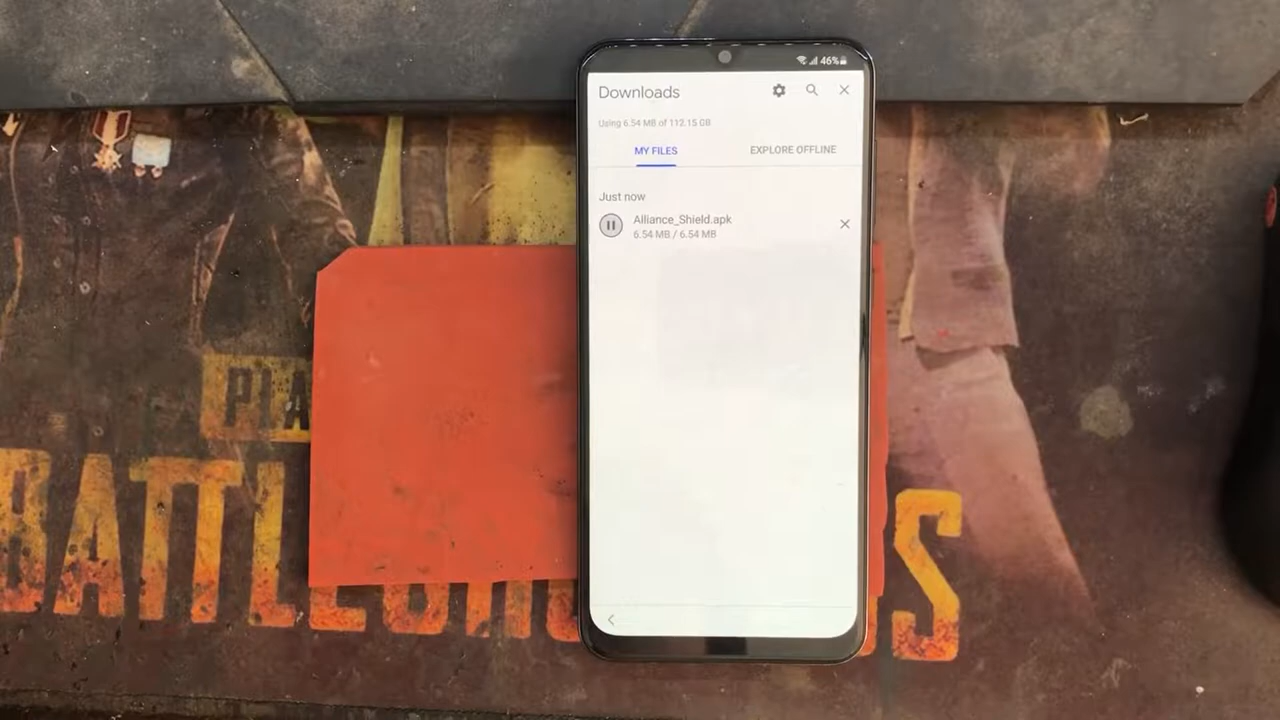 46%
Downloads
Using 6.54 MB of 112.15 GB
MY FILES
EXPLORE OFFLINE
Just now
Alliance_Shield.apk
6.54 MB / 6.54 MB
PLA
BATTLEGROU
S